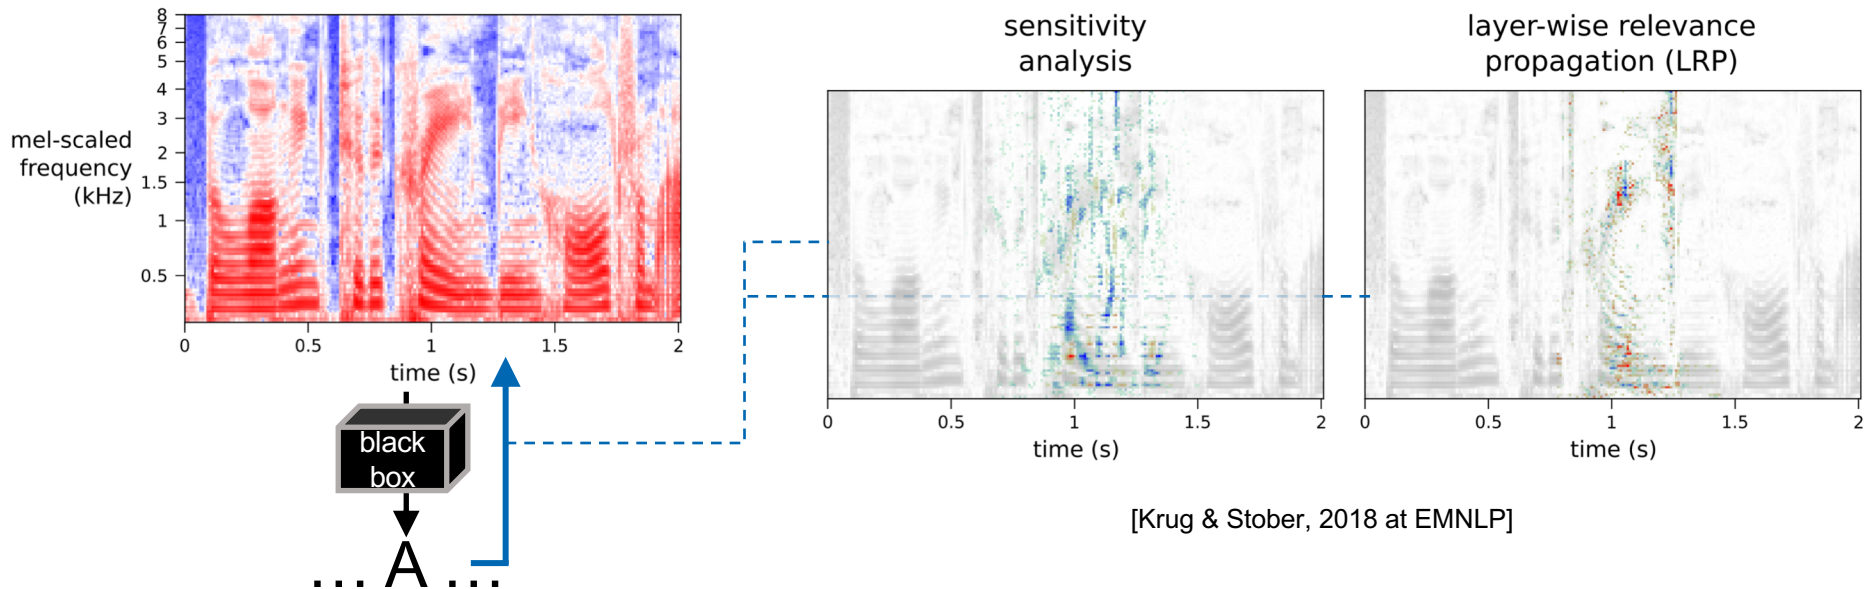 8
7
6
5
4
3
2
1.5
1
0.5
mel-scaled
frequency
(kHz)
0 0.5 1 1.5 2
time (s)
black
box
... A ...
sensitivity
analysis
0 0.5 1 1.5 2
time (s)
layer-wise relevance
propagation (LRP)
0 0.5 1 1.5 2
time (s)
[Krug & Stober, 2018 at EMNLP]